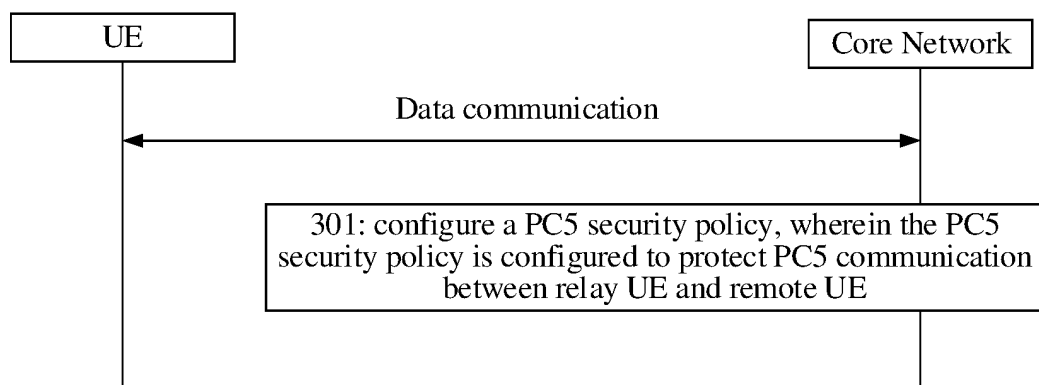 UE
Core Network
Data communication
301: configure a PC5 security policy, wherein the PC5
security policy is configured to protect PC5 communication
between relay UE and remote UE